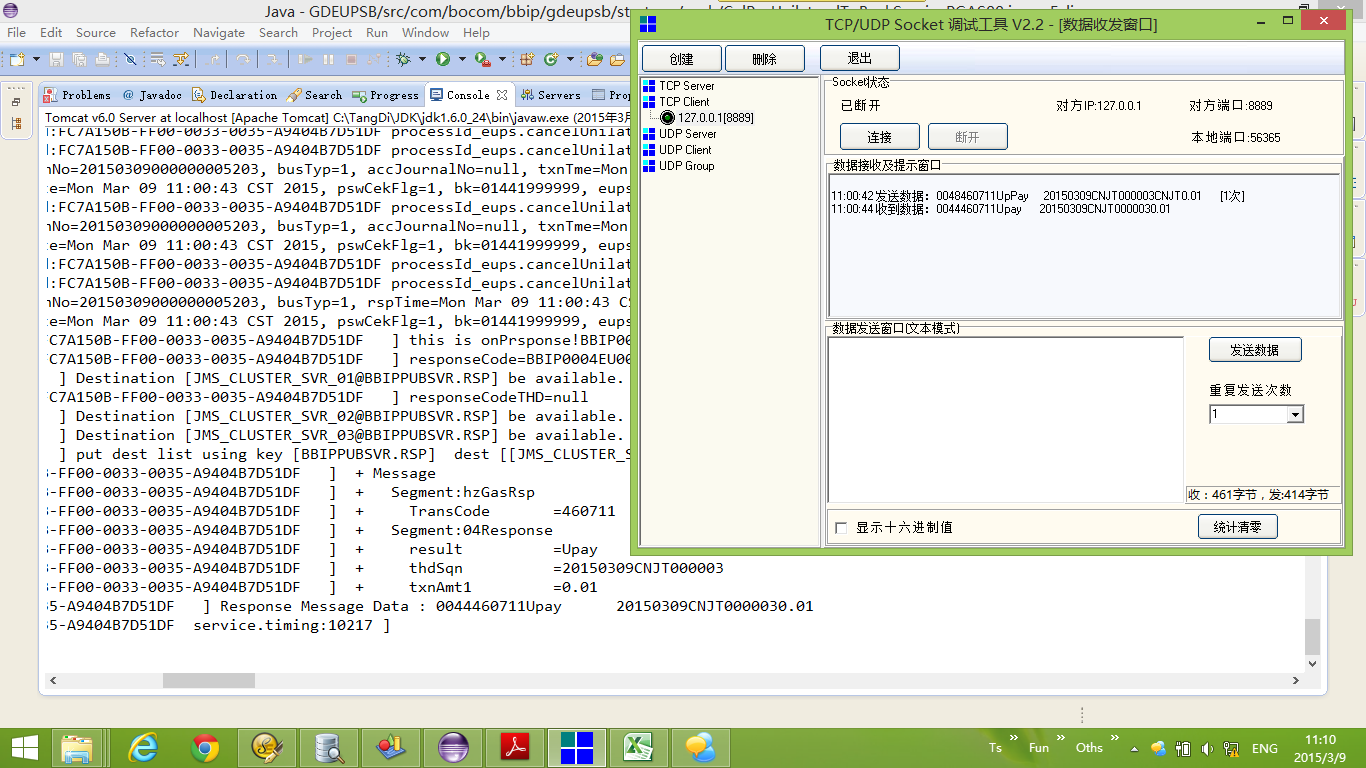 Java - GDEUPSB/src/com/bocom/bbip/gdeupsb/
File Edit Source Refactor Navigate Search Project Run Window Help
Problems @ Javadoc Declaration Search Progress Console Servers
Tomcat v6.0 Server at localhost [Apache Tomcat] C:\TangDi\JDK\jdk1.6.0_24\bin\javaw.exe (2015年3月
d:FC7A150B-FF00-0033-0035-A9404B7D51DF processId_eups.cancelUnilat
d:FC7A150B-FF00-0033-0035-A9404B7D51DF processId_eups.cancelUnilat
nNo=20150309000000005203, busTyp=1, accJournalNo=null, txnTme=Mon
te=Mon Mar 09 11:00:43 CST 2015, pswCekFlg=1, bk=01441999999, eups
d:FC7A150B-FF00-0033-0035-A9404B7D51DF processId_eups.cancelUnilat
nNo=20150309000000005203, busTyp=1, accJournalNo=null, txnTme=Mon
te=Mon Mar 09 11:00:43 CST 2015, pswCekFlg=1, bk=01441999999, eups
d:FC7A150B-FF00-0033-0035-A9404B7D51DF processId_eups.cancelUnilat
d:FC7A150B-FF00-0033-0035-A9404B7D51DF processId_eups.cancelUnilat
nNo=20150309000000005203, busTyp=1, rspTime=Mon Mar 09 11:00:43 CS
te=Mon Mar 09 11:00:43 CST 2015, pswCekFlg=1, bk=01441999999, eups
FC7A150B-FF00-0033-0035-A9404B7D51DF ] this is onPrsponse!BBIP00
FC7A150B-FF00-0033-0035-A9404B7D51DF ] responseCode=BBIP0004EU00
] Destination [JMS_CLUSTER_SVR_01@BBIPPUBSVR.RSP] be available.
FC7A150B-FF00-0033-0035-A9404B7D51DF ] responseCodeTHD=null
] Destination [JMS_CLUSTER_SVR_02@BBIPPUBSVR.RSP] be available.
] Destination [JMS_CLUSTER_SVR_03@BBIPPUBSVR.RSP] be available.
] put dest list using key [BBIPPUBSVR.RSP] dest [[JMS_CLUSTER_S
-FF00-0033-0035-A9404B7D51DF ] + Message
-FF00-0033-0035-A9404B7D51DF ] + Segment:hzGasRsp
-FF00-0033-0035-A9404B7D51DF ] + TransCode =460711
-FF00-0033-0035-A9404B7D51DF ] + Segment:04Response
-FF00-0033-0035-A9404B7D51DF ] + result =Upay
-FF00-0033-0035-A9404B7D51DF ] + thdSqn =20150309CNJT000003
-FF00-0033-0035-A9404B7D51DF ] + txnAmt1 =0.01
35-A9404B7D51DF ] Response Message Data : 0044460711Upay 20150309CNJT0000030.01
35-A9404B7D51DF service.timing:10217 ]
TCP/UDP Socket 调试工具 V2.2 - [数据收发窗口]
创建 删除 退出
TCP Server
TCP Client
127.0.0.1[8889]
UDP Server
UDP Client
UDP Group
Socket状态
已断开 对方IP:127.0.0.1 对方端口:8889
连接 断开 本地端口:56365
数据接收及提示窗口
11:00:42 发送数据：0048460711UpPay 20150309CNJT000003CNJT0.01 [1次]
11:00:44 收到数据：0044460711Upay 20150309CNJT0000030.01
数据发送窗口(文本模式)
发送数据
重复发送次数
1
收：461字节，发:414字节
显示十六进制值 统计清零
Ts Fun Oths ENG
11:10
2015/3/9